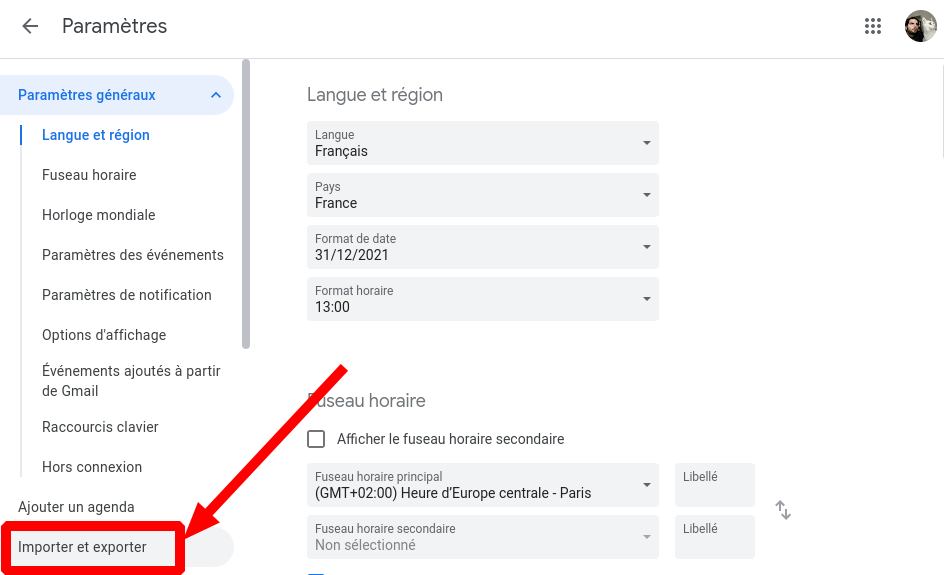 Paramètres
Paramètres généraux
Langue et région
Fuseau horaire
Horloge mondiale
Paramètres des événements
Paramètres de notification
Options d'affichage
Événements ajoutés à partir
de Gmail
Raccourcis clavier
Hors connexion
Ajouter un agenda
Importer et exporter
Langue et région
Langue
Français
Pays
France
Format de date
31/12/2021
Format horaire
13:00
Fuseau horaire
Afficher le fuseau horaire secondaire
Fuseau horaire principal
(GMT+02:00) Heure d’Europe centrale - Paris
Libellé
Fuseau horaire secondaire
Non sélectionné
Libellé